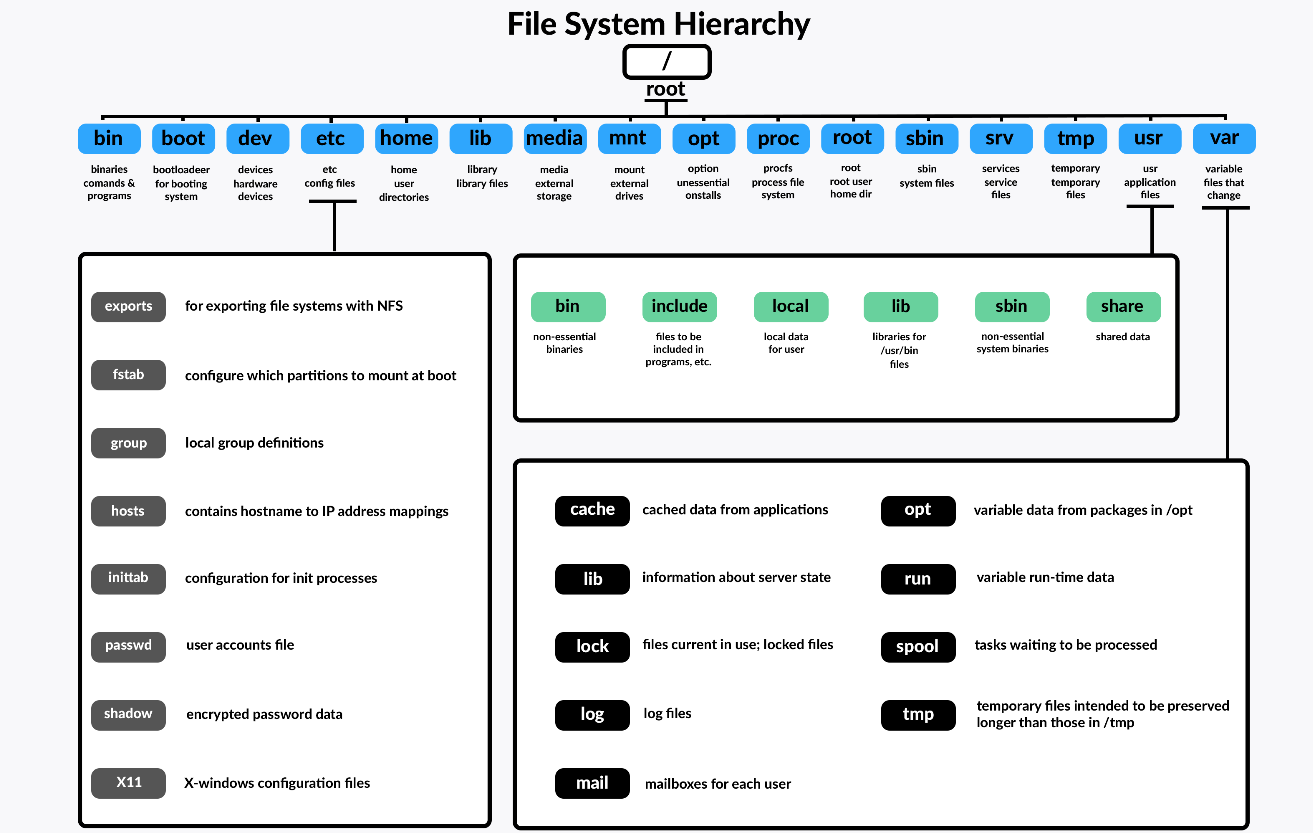 File System Hierarchy
/
root
bin
boot
dev
etc
home
lib
media
mnt
opt
proc
root
sbin
srv
tmp
usr
var
binaries
comands &
programs
bootloadeer
for booting
system
devices
hardware
devices
etc
config files
home
user
directories
library
library files
media
external
storage
mount
external
drives
option
unessential
onstalls
procfs
process file
system
root
root user
home dir
sbin
system files
services
service
files
temporary
temporary
files
usr
application
files
variable
files that
change
exports
for exporting file systems with NFS
fstab
configure which partitions to mount at boot
group
local group definitions
hosts
contains hostname to IP address mappings
inittab
configuration for init processes
passwd
user accounts file
shadow
encrypted password data
X11
X-windows configuration files
bin
non-essential
binaries
include
files to be
included in
programs, etc.
local
local data
for user
lib
libraries for
/usr/bin
files
sbin
non-essential
system binaries
share
shared data
cache
cached data from applications
lib
information about server state
lock
files current in use; locked files
log
log files
mail
mailboxes for each user
opt
variable data from packages in /opt
run
variable run-time data
spool
tasks waiting to be processed
tmp
temporary files intended to be preserved
longer than those in /tmp